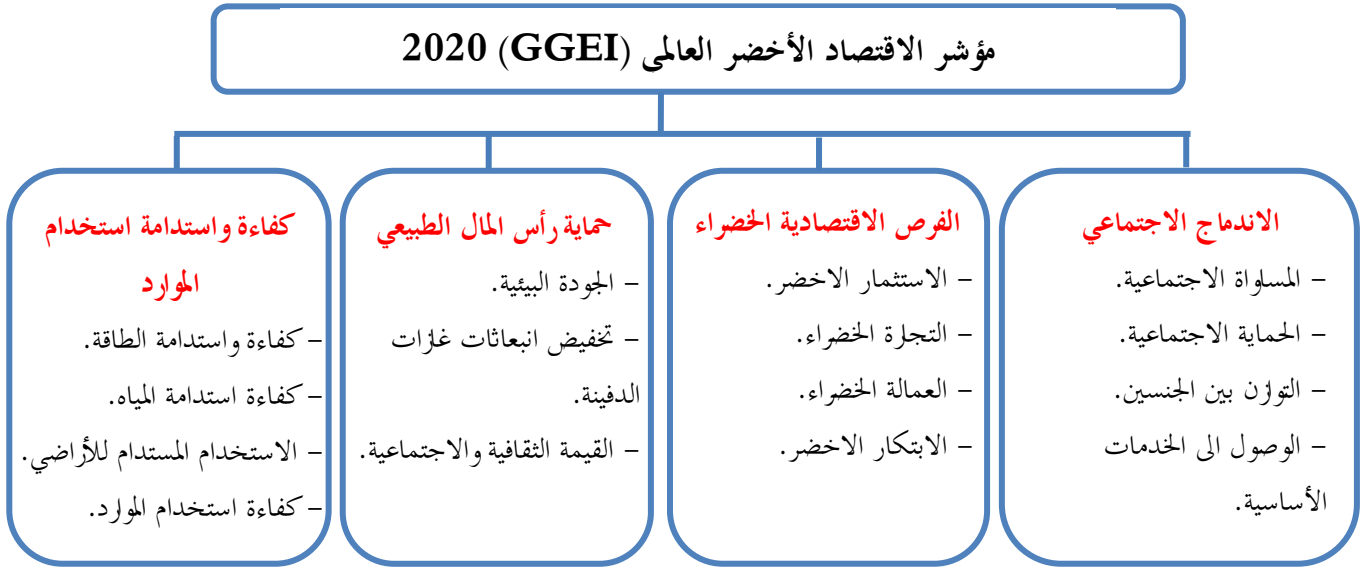 مؤشر الاقتصاد الأخضر العالمى (GGEI) 2020
الاندماج الاجتماعي
– المساواة الاجتماعية.
– الحماية الاجتماعية.
– التوازن بين الجنسين.
– الوصول الى الخدمات
الأساسية.
الفرص الاقتصادية الخضراء
– الاستثمار الاخضر.
– التجارة الخضراء.
– العمالة الخضراء.
– الابتكار الاخضر.
حماية رأس المال الطبيعي
– الجودة البيئية.
– تخفيض انبعاثات غازات
الدفينة.
– القيمة الثقافية والاجتماعية.
كفاءة واستدامة استخدام
الموارد
– كفاءة واستدامة الطاقة.
– كفاءة استدامة المياه.
– الاستخدام المستدام للأراضي.
– كفاءة استخدام الموارد.